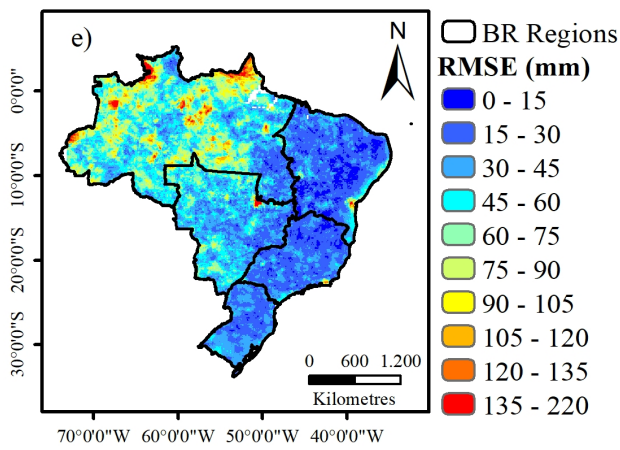 e)
N
BR Regions
RMSE (mm)
0 - 15
15 - 30
30 - 45
45 - 60
60 - 75
75 - 90
90 - 105
105 - 120
120 - 135
135 - 220
0°0'0"
10°0'0"S
20°0'0"S
30°0'0"S
0 600 1.200
Kilometres
70°0'0"W 60°0'0"W 50°0'0"W 40°0'0"W